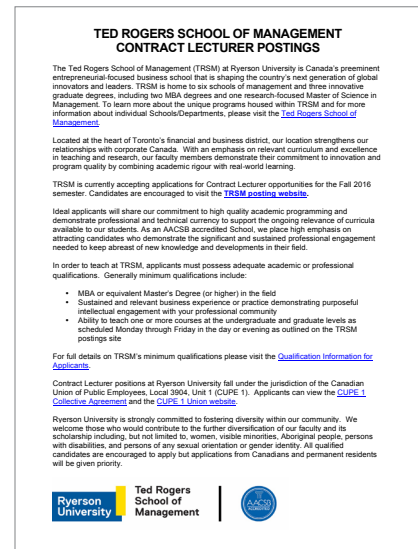 TED ROGERS SCHOOL OF MANAGEMENT
CONTRACT LECTURER POSTINGS
The Ted Rogers School of Management (TRSM) at Ryerson University is Canada's preeminent
entrepreneurial-focused business school that is shaping the country's next generation of global
innovators and leaders. TRSM is home to six schools of management and three innovative
graduate degrees, including two MBA degrees and one research-focused Master of Science in
Management. To learn more about the unique programs housed within TRSM and for more
information about individual Schools/Departments, please visit the Ted Rogers School of
Management.
Located at the heart of Toronto's financial and business district, our location strengthens our
relationships with corporate Canada. With an emphasis on relevant curriculum and excellence
in teaching and research, our faculty members demonstrate their commitment to innovation and
program quality by combining academic rigour with real-world learning.
TRSM is currently accepting applications for Contract Lecturer opportunities for the Fall 2016
semester. Candidates are encouraged to visit the TRSM posting website.
Ideal applicants will share our commitment to high quality academic programming and
demonstrate professional and technical currency to support the ongoing relevance of curricula
available to our students. As an AACSB accredited School, we place high emphasis on
attracting candidates who demonstrate the significant and sustained professional engagement
needed to keep abreast of new knowledge and developments in their field.
In order to teach at TRSM, applicants must possess adequate academic or professional
qualifications. Generally minimum qualifications include:
• MBA or equivalent Master's Degree (or higher) in the field
• Sustained and relevant business experience or practice demonstrating purposeful
intellectual engagement with your professional community
• Ability to teach one or more courses at the undergraduate and graduate levels as
scheduled Monday through Friday in the day or evening as outlined on the TRSM
postings site
For full details on TRSM's minimum qualifications please visit the Qualification Information for
Applicants.
Contract Lecturer positions at Ryerson University fall under the jurisdiction of the Canadian
Union of Public Employees, Local 3904, Unit 1 (CUPE 1). Applicants can view the CUPE 1
Collective Agreement and the CUPE 1 Union website.
Ryerson University is strongly committed to fostering diversity within our community. We
welcome those who would contribute to the further diversification of our faculty and its
scholarship including, but not limited to, women, visible minorities, Aboriginal people, persons
with disabilities, and persons of any sexual orientation or gender identity. All qualified
candidates are encouraged to apply but applications from Canadians and permanent residents
will be given priority.
Ryerson
University
Ted Rogers
School of
Management
AACSB
ACCREDITED